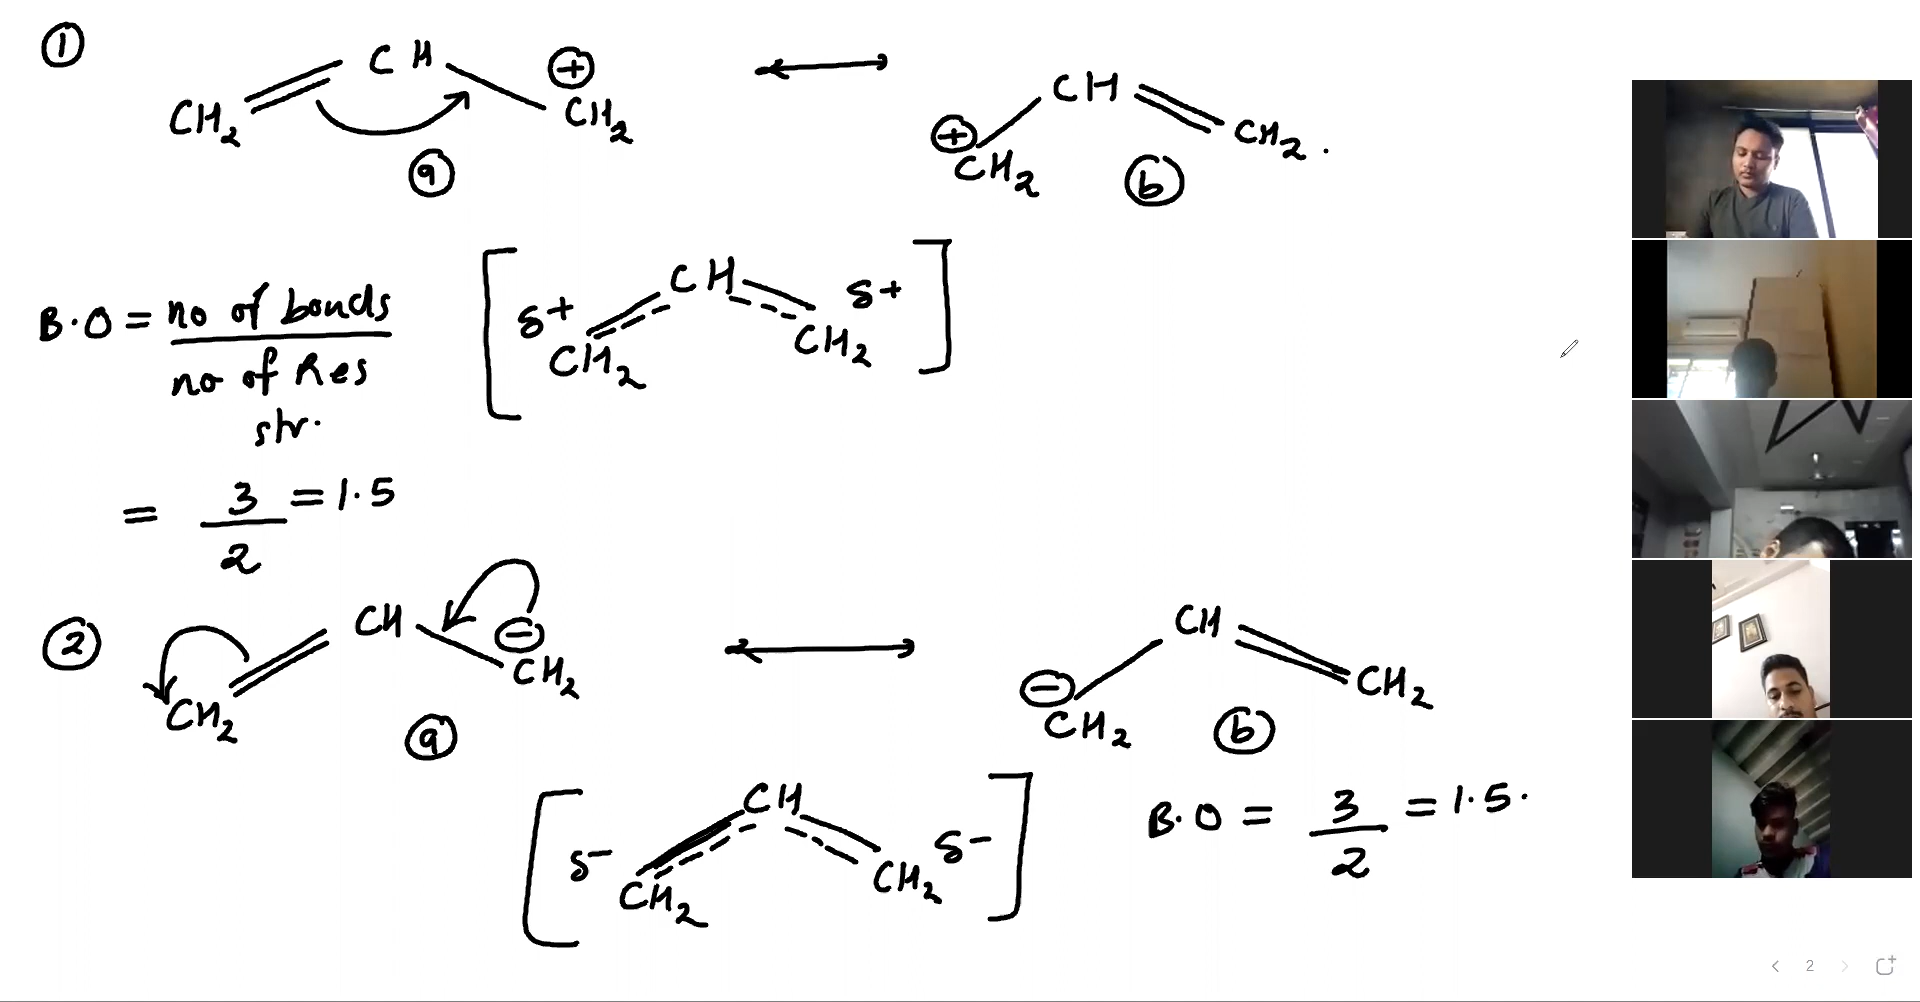 ①
CH₂ CH ⊕ CH₂ ⊕ CH₂ CH CH₂.
ⓐ ⓑ
B.O = no of bonds
no of Res
str.
δ+ CH₂ CH CH₂ δ+
= 3/2 = 1.5
②
CH₂ CH ⊖ CH₂ ⊖ CH₂ CH CH₂
ⓐ ⓑ
δ- CH₂ CH CH₂ δ-
B.O = 3/2 = 1.5.
2